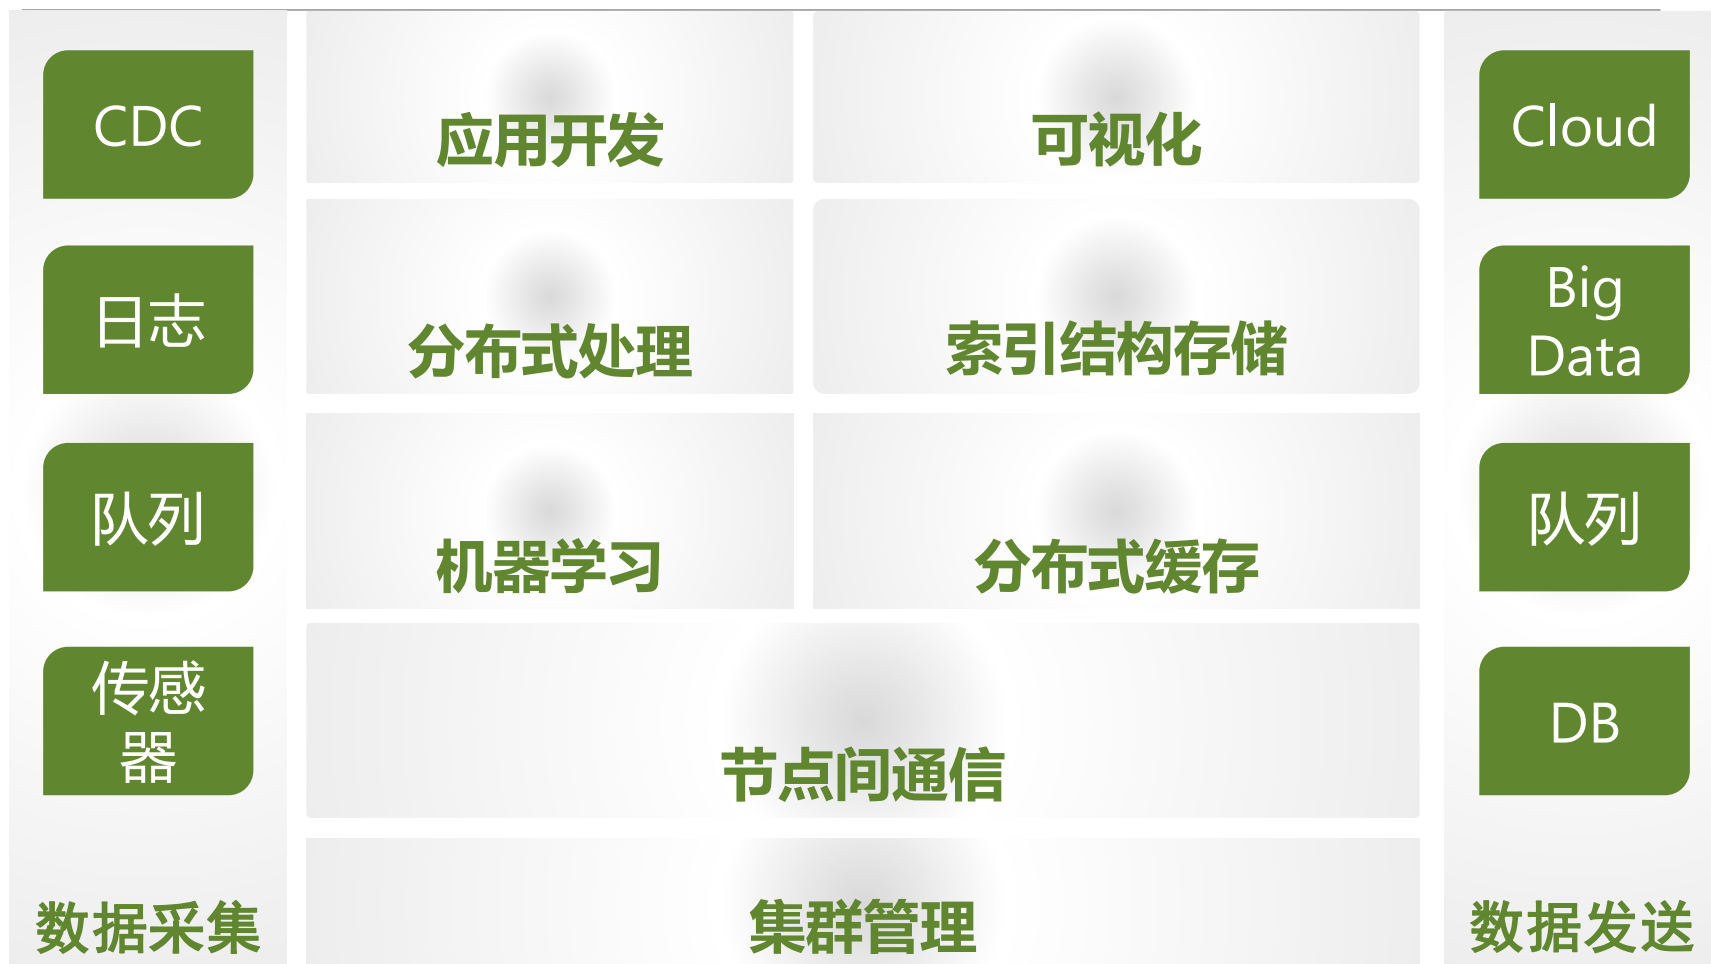 CDC
日志
队列
传感
器
数据采集
应用开发
可视化
分布式处理
索引结构存储
机器学习
分布式缓存
节点间通信
集群管理
Cloud
Big
Data
队列
DB
数据发送